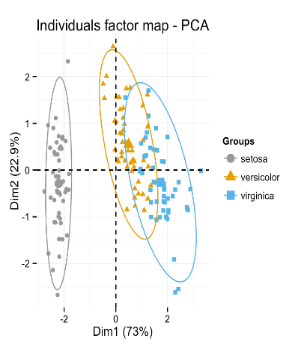 Individuals factor map - PCA
Dim2 (22.9%)
2
1
0
-1
-2
-2
0
2
Dim1 (73%)
Groups
setosa
versicolor
virginica